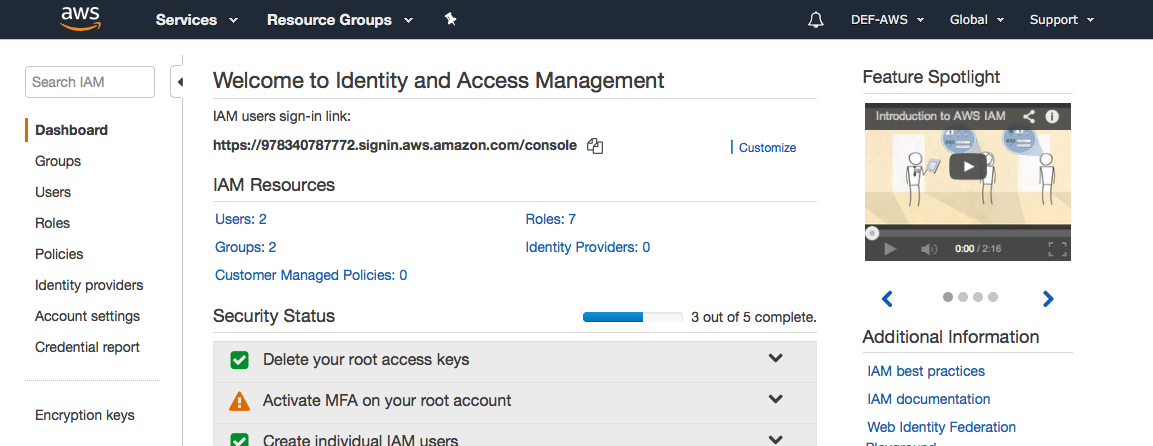 aws
Services
Resource Groups
DEF-AWS
Global
Support
Search IAM
Dashboard
Groups
Users
Roles
Policies
Identity providers
Account settings
Credential report
Encryption keys
Welcome to Identity and Access Management
IAM users sign-in link:
https://978340787772.signin.aws.amazon.com/console
Customize
IAM Resources
Users: 2
Roles: 7
Groups: 2
Identity Providers: 0
Customer Managed Policies: 0
Security Status
3 out of 5 complete.
Delete your root access keys
Activate MFA on your root account
Create individual IAM users
Feature Spotlight
Introduction to AWS IAM
0:00 / 2:16
Additional Information
IAM best practices
IAM documentation
Web Identity Federation
Playground